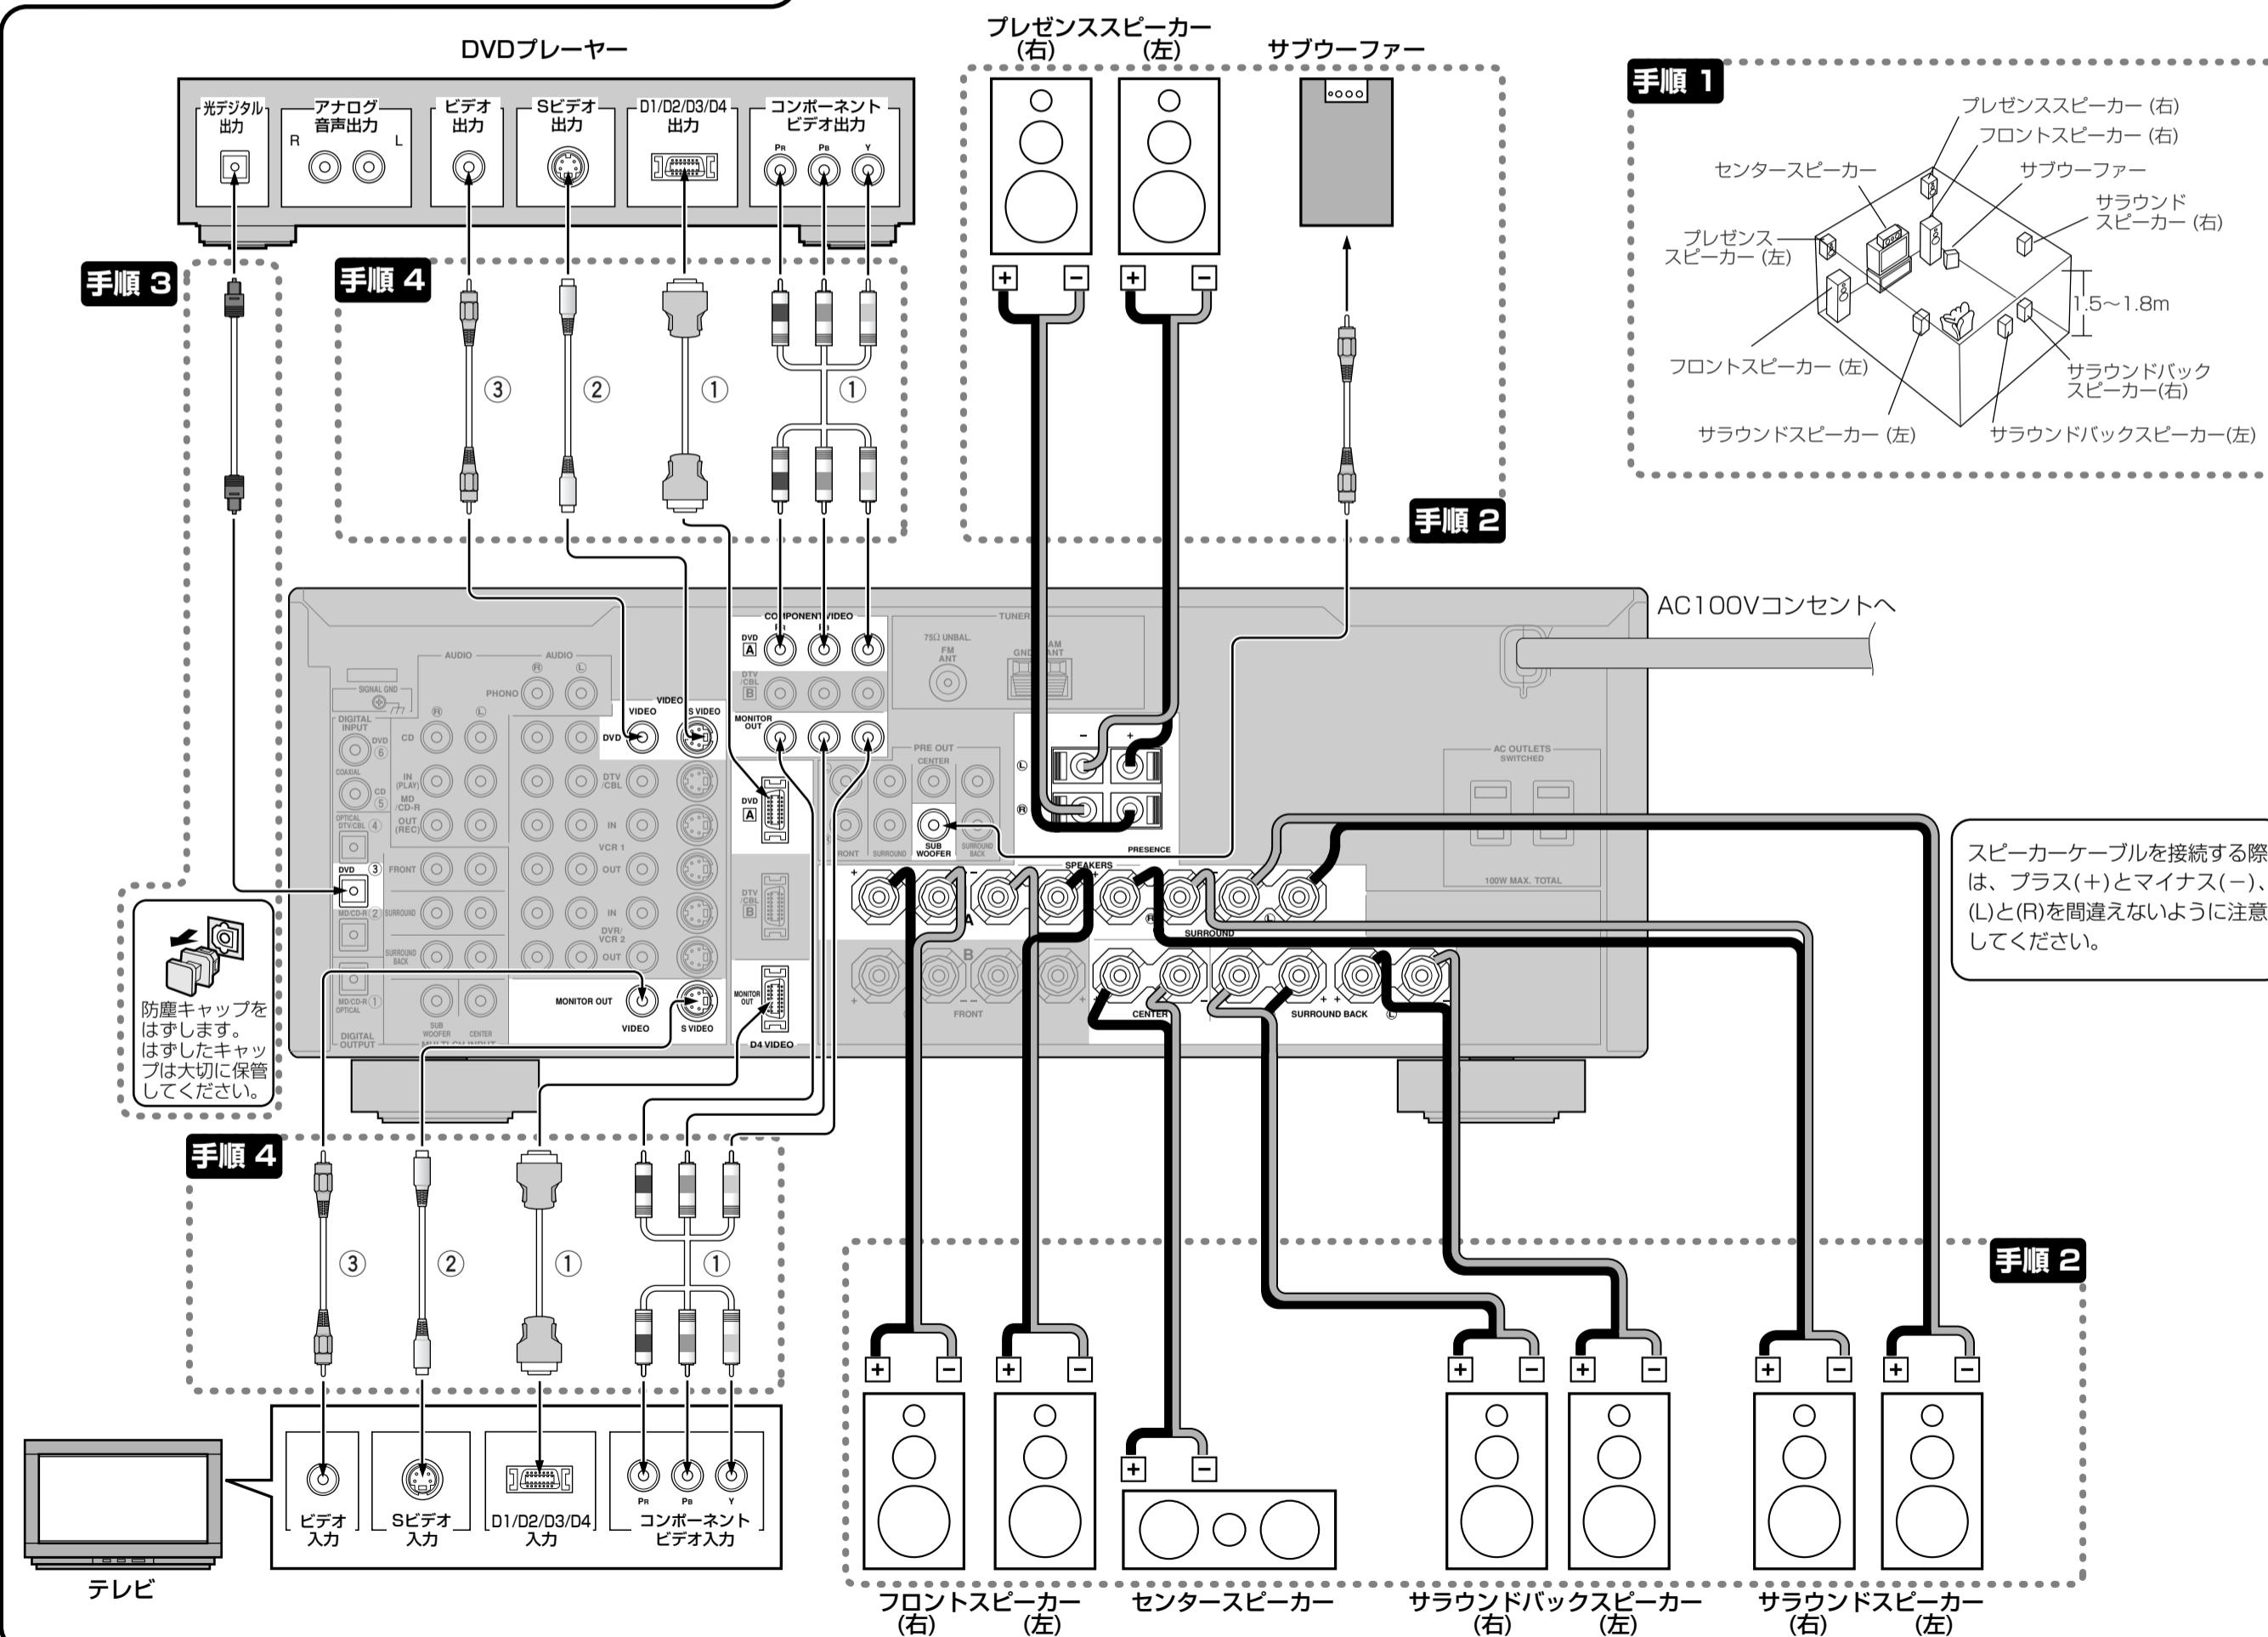 DVDプレーヤー
光デジタル
出力
アナログ
音声出力
R
L
ビデオ
出力
Sビデオ
出力
D1/D2/D3/D4
出力
コンポーネント
ビデオ出力
PR
PB
Y
プレゼンススピーカー
(右)
(左)
サブウーファー
+
−
+
−
手順 1
プレゼンススピーカー (右)
フロントスピーカー (右)
センタースピーカー
サブウーファー
サラウンド
スピーカー (右)
プレゼンス
スピーカー (左)
1.5〜1.8m
フロントスピーカー (左)
サラウンドバック
スピーカー(右)
サラウンドスピーカー (左)
サラウンドバックスピーカー(左)
手順 3
手順 4
③
②
①
①
手順 2
AC100Vコンセントへ
COMPONENT VIDEO
DVD
A
DTV
/CBL
B
MONITOR
OUT
TUNER
75Ω UNBAL.
FM
ANT
GND
AM
ANT
AUDIO
AUDIO
R
L
PHONO
SIGNAL GND
R
L
VIDEO
VIDEO
S VIDEO
DIGITAL
INPUT
DVD
⑥
COAXIAL
CD
⑤
OPTICAL
DTV/CBL
④
DVD
③
MD/CD-R
②
MD/CD-R
①
OPTICAL
DIGITAL
OUTPUT
CD
IN
(PLAY)
MD
/CD-R
OUT
(REC)
FRONT
SURROUND
SURROUND
BACK
SUB
WOOFER
CENTER
MULTI CH INPUT
DVD
DTV
/CBL
IN
VCR 1
OUT
IN
DVR/
VCR 2
OUT
MONITOR OUT
VIDEO
S VIDEO
DVD
A
DTV
/CBL
B
MONITOR
OUT
D4 VIDEO
PRE OUT
CENTER
FRONT
SURROUND
SUB
WOOFER
SURROUND
BACK
−
+
L
R
PRESENCE
SPEAKERS
+
−
−
+
A
R
L
SURROUND
B
+
−
−
+
FRONT
+
−
CENTER
+
+
−
SURROUND BACK
L
AC OUTLETS
SWITCHED
100W MAX. TOTAL
スピーカーケーブルを接続する際
は、プラス(+)とマイナス(−)、
(L)と(R)を間違えないように注意
してください。
防塵キャップを
はずします。
はずしたキャッ
プは大切に保管
してください。
手順 4
③
②
①
①
手順 2
+
−
+
−
+
−
+
−
+
−
+
−
+
−
ビデオ
入力
Sビデオ
入力
D1/D2/D3/D4
入力
PR
PB
Y
コンポーネント
ビデオ入力
テレビ
フロントスピーカー
(右)
(左)
センタースピーカー
サラウンドバックスピーカー
(右)
(左)
サラウンドスピーカー
(右)
(左)